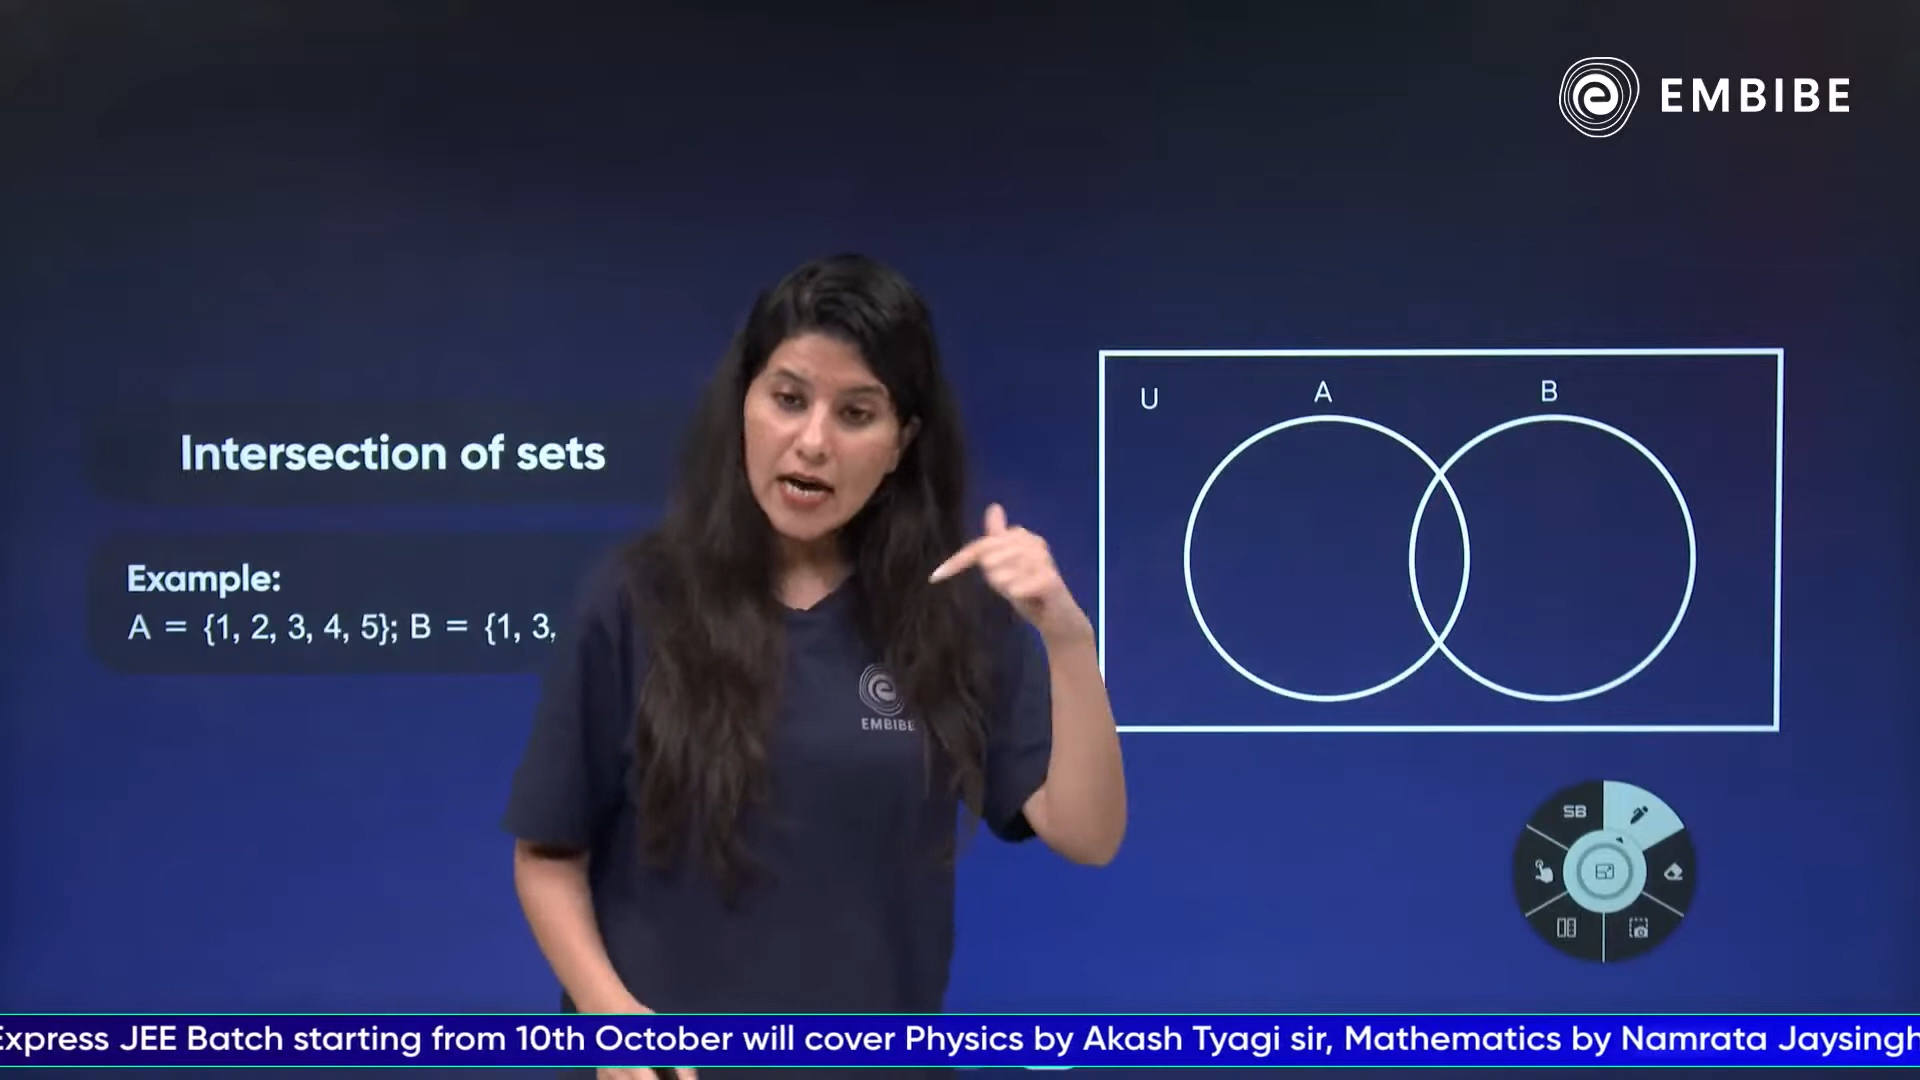 EMBIBE
Intersection of sets
Example:
A = {1, 2, 3, 4, 5}; B = {1, 3,
U
A
B
EMBIBE
SB
Express JEE Batch starting from 10th October will cover Physics by Akash Tyagi sir, Mathematics by Namrata Jaysingh